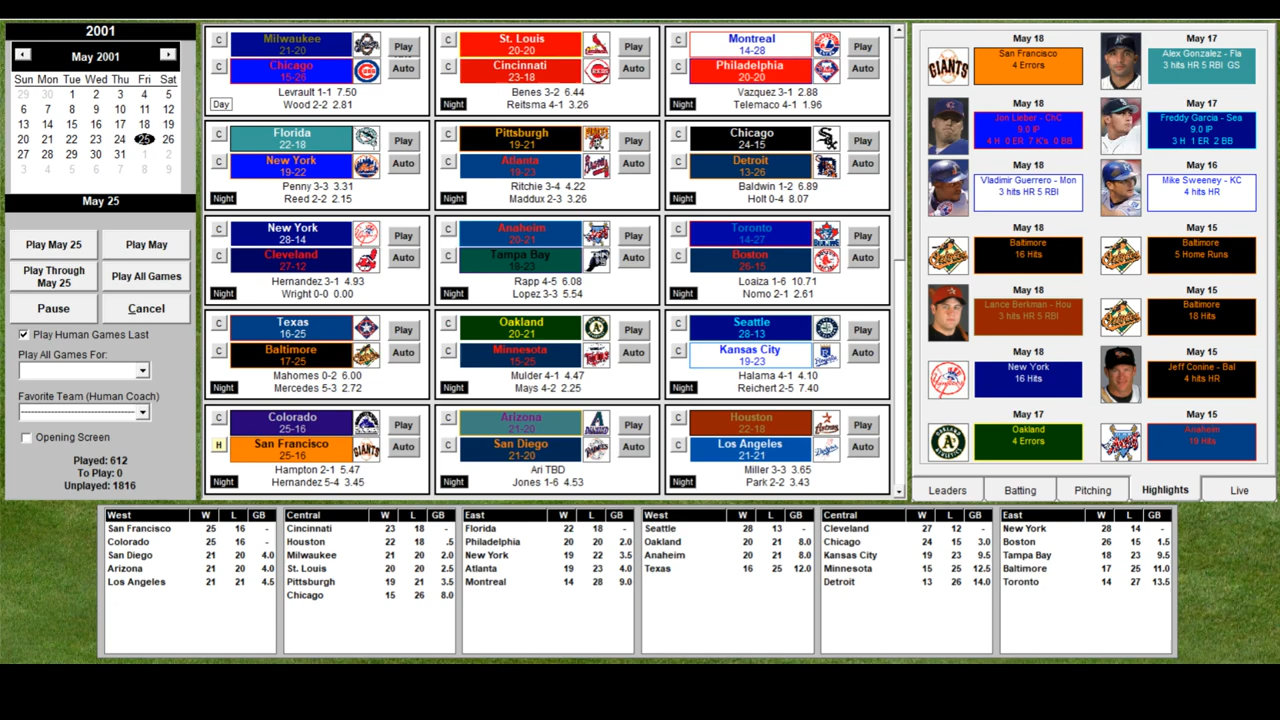 2001
May 2001
Sun Mon Tue Wed Thu Fri Sat
29 30 1 2 3 4 5
6 7 8 9 10 11 12
13 14 15 16 17 18 19
20 21 22 23 24 25 26
27 28 29 30 31 1 2
3 4 5 6 7 8 9
May 25
Play May 25
Play May
Play Through
May 25
Play All Games
Pause
Cancel
Play Human Games Last
Play All Games For:
Favorite Team (Human Coach)
Opening Screen
Played: 612
To Play: 0
Unplayed: 1816
C Milwaukee Play
21-20
C Chicago Auto
15-26
Levrault 1-1 7.50
Day Wood 2-2 2.81
C St. Louis Play
20-20
C Cincinnati Auto
23-18
Benes 3-2 6.44
Night Reitsma 4-1 3.26
C Montreal Play
14-28
C Philadelphia Auto
20-20
Vazquez 3-1 2.88
Night Telemaco 4-1 1.96
C Florida Play
22-18
C New York Auto
19-22
Penny 3-3 3.31
Night Reed 2-2 2.15
C Pittsburgh Play
19-21
C Atlanta Auto
19-23
Ritchie 3-4 4.22
Night Maddux 2-3 3.26
C Chicago Play
24-15
C Detroit Auto
13-26
Baldwin 1-2 6.89
Night Holt 0-4 8.07
C New York Play
28-14
C Cleveland Auto
27-12
Hernandez 3-1 4.93
Night Wright 0-0 0.00
C Anaheim Play
20-21
C Tampa Bay Auto
18-23
Rapp 4-5 6.08
Night Lopez 3-3 5.54
C Toronto Play
14-27
C Boston Auto
26-15
Loaiza 1-6 10.71
Night Nomo 2-1 2.61
C Texas Play
16-25
C Baltimore Auto
17-25
Mahomes 0-2 6.00
Night Mercedes 5-3 2.72
C Oakland Play
20-21
C Minnesota Auto
15-25
Mulder 4-1 4.47
Night Mays 4-2 2.25
C Seattle Play
28-13
C Kansas City Auto
19-23
Halama 4-1 4.10
Night Reichert 2-5 7.40
C Colorado Play
25-16
H San Francisco Auto
25-16
Hampton 2-1 5.47
Night Hernandez 5-4 3.45
C Arizona Play
21-20
C San Diego Auto
21-20
Ari TBD
Night Jones 1-6 4.53
C Houston Play
22-18
C Los Angeles Auto
21-21
Miller 3-3 3.65
Night Park 2-2 3.43
May 18
San Francisco
4 Errors
May 17
Alex Gonzalez - Fla
3 hits HR 5 RBI GS
May 18
Jon Lieber - ChC
9.0 IP
4 H 0 ER 7 K's 0 BB
May 17
Freddy Garcia - Sea
9.0 IP
3 H 1 ER 2 BB
May 18
Vladimir Guerrero - Mon
3 hits HR 5 RBI
May 16
Mike Sweeney - KC
4 hits HR
May 18
Baltimore
16 Hits
May 15
Baltimore
5 Home Runs
May 18
Lance Berkman - Hou
3 hits HR 5 RBI
May 15
Baltimore
18 Hits
May 18
New York
16 Hits
May 15
Jeff Conine - Bal
4 hits HR
May 17
Oakland
4 Errors
May 15
Anaheim
19 Hits
Leaders Batting Pitching Highlights Live
West W L GB
San Francisco 25 16 -
Colorado 25 16 -
San Diego 21 20 4.0
Arizona 21 20 4.0
Los Angeles 21 21 4.5
Central W L GB
Cincinnati 23 18 -
Houston 22 18 .5
Milwaukee 21 20 2.0
St. Louis 20 20 2.5
Pittsburgh 19 21 3.5
Chicago 15 26 8.0
East W L GB
Florida 22 18 -
Philadelphia 20 20 2.0
New York 19 22 3.5
Atlanta 19 23 4.0
Montreal 14 28 9.0
West W L GB
Seattle 28 13 -
Oakland 20 21 8.0
Anaheim 20 21 8.0
Texas 16 25 12.0
Central W L GB
Cleveland 27 12 -
Chicago 24 15 3.0
Kansas City 19 23 9.5
Minnesota 15 25 12.5
Detroit 13 26 14.0
East W L GB
New York 28 14 -
Boston 26 15 1.5
Tampa Bay 18 23 9.5
Baltimore 17 25 11.0
Toronto 14 27 13.5